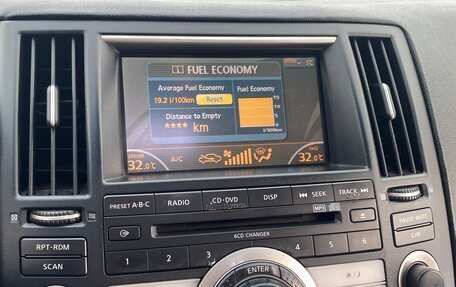 FUEL ECONOMY
1°C
Average Fuel Economy
Fuel Economy
19.2 l/100km Reset
15
Distance to Empty
**** km
l/100km
DRIVER
A/C
PASS
32.0°C
32.0°C
PRESET A·B·C
RADIO
CD·DVD
DISP
SEEK
TRACK
MP3
PAUSE·MUTE
6CD CHANGER
1
2
3
4
5
6
RPT·RDM
SCAN
ENTER